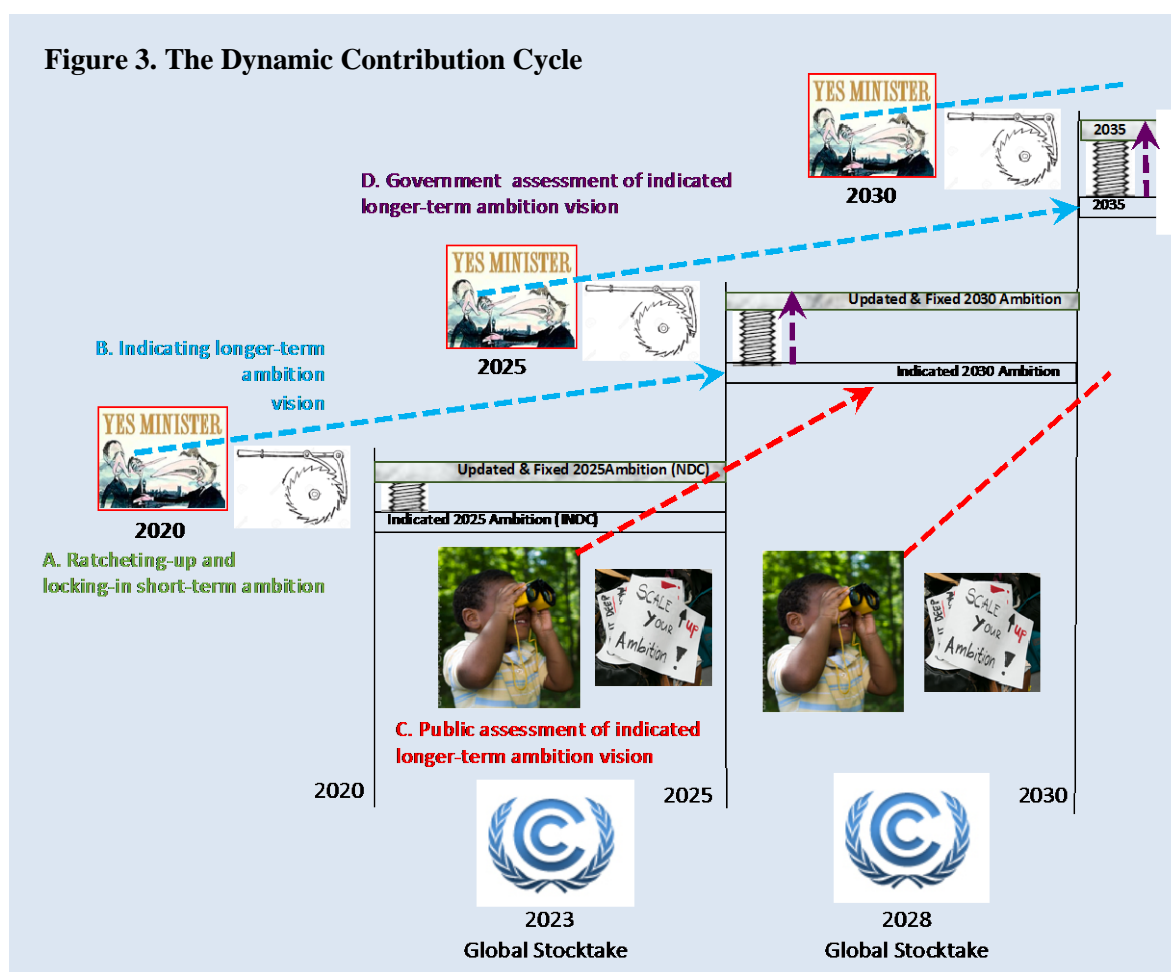 Figure 3. The Dynamic Contribution Cycle
YES MINISTER
2030
2035
2035
D. Government assessment of indicated
longer-term ambition vision
YES MINISTER
2025
Updated & Fixed 2030 Ambition
Indicated 2030 Ambition
B. Indicating longer-term
ambition
vision
YES MINISTER
2020
Updated & Fixed 2025Ambition (NDC)
Indicated 2025 Ambition (INDC)
A. Ratcheting-up and
locking-in short-term ambition
SCALE
YOUR
up
Ambition!
IT DEEP
SCALE
YOUR
up
Ambition!
IT DEEP
C. Public assessment of indicated
longer-term ambition vision
2020
2025
2030
2023
Global Stocktake
2028
Global Stocktake